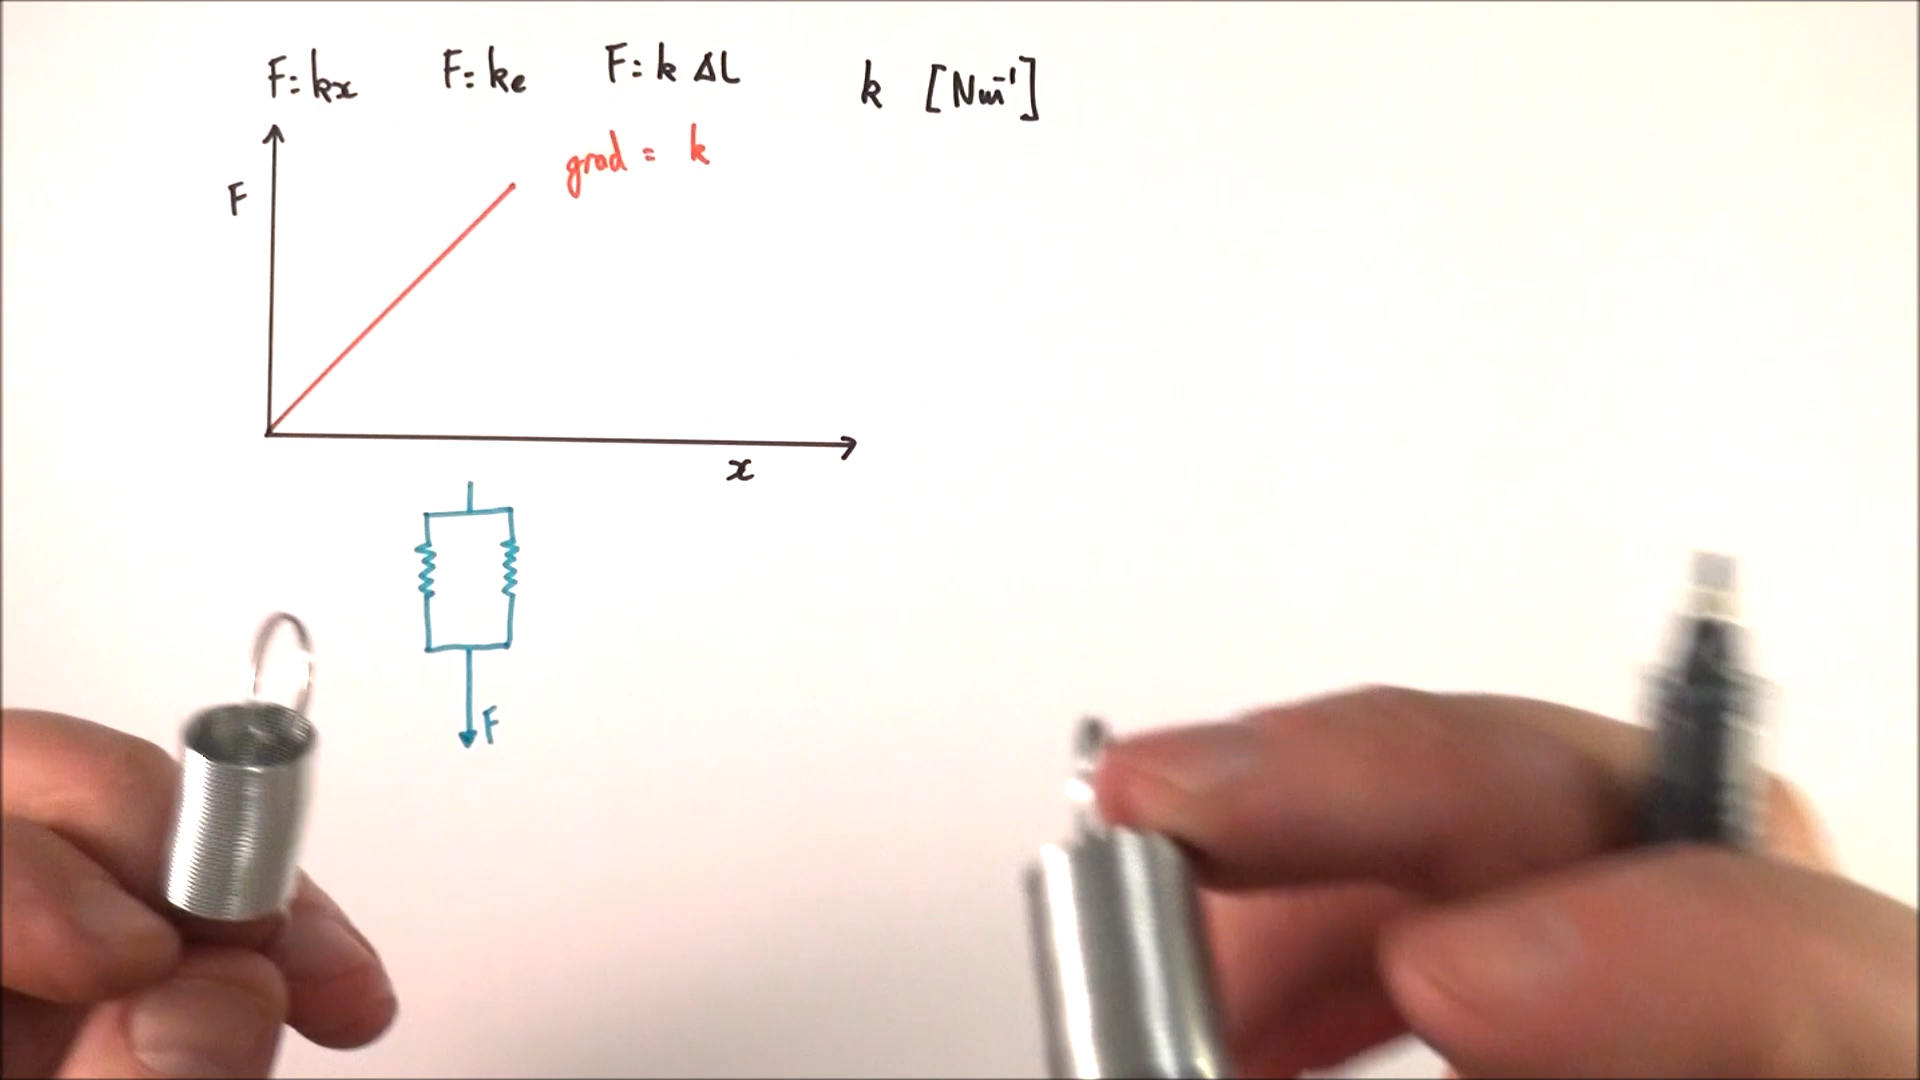 F = kx F = ke F = k ΔL k [Nm⁻¹]
grad = k
F
x
F